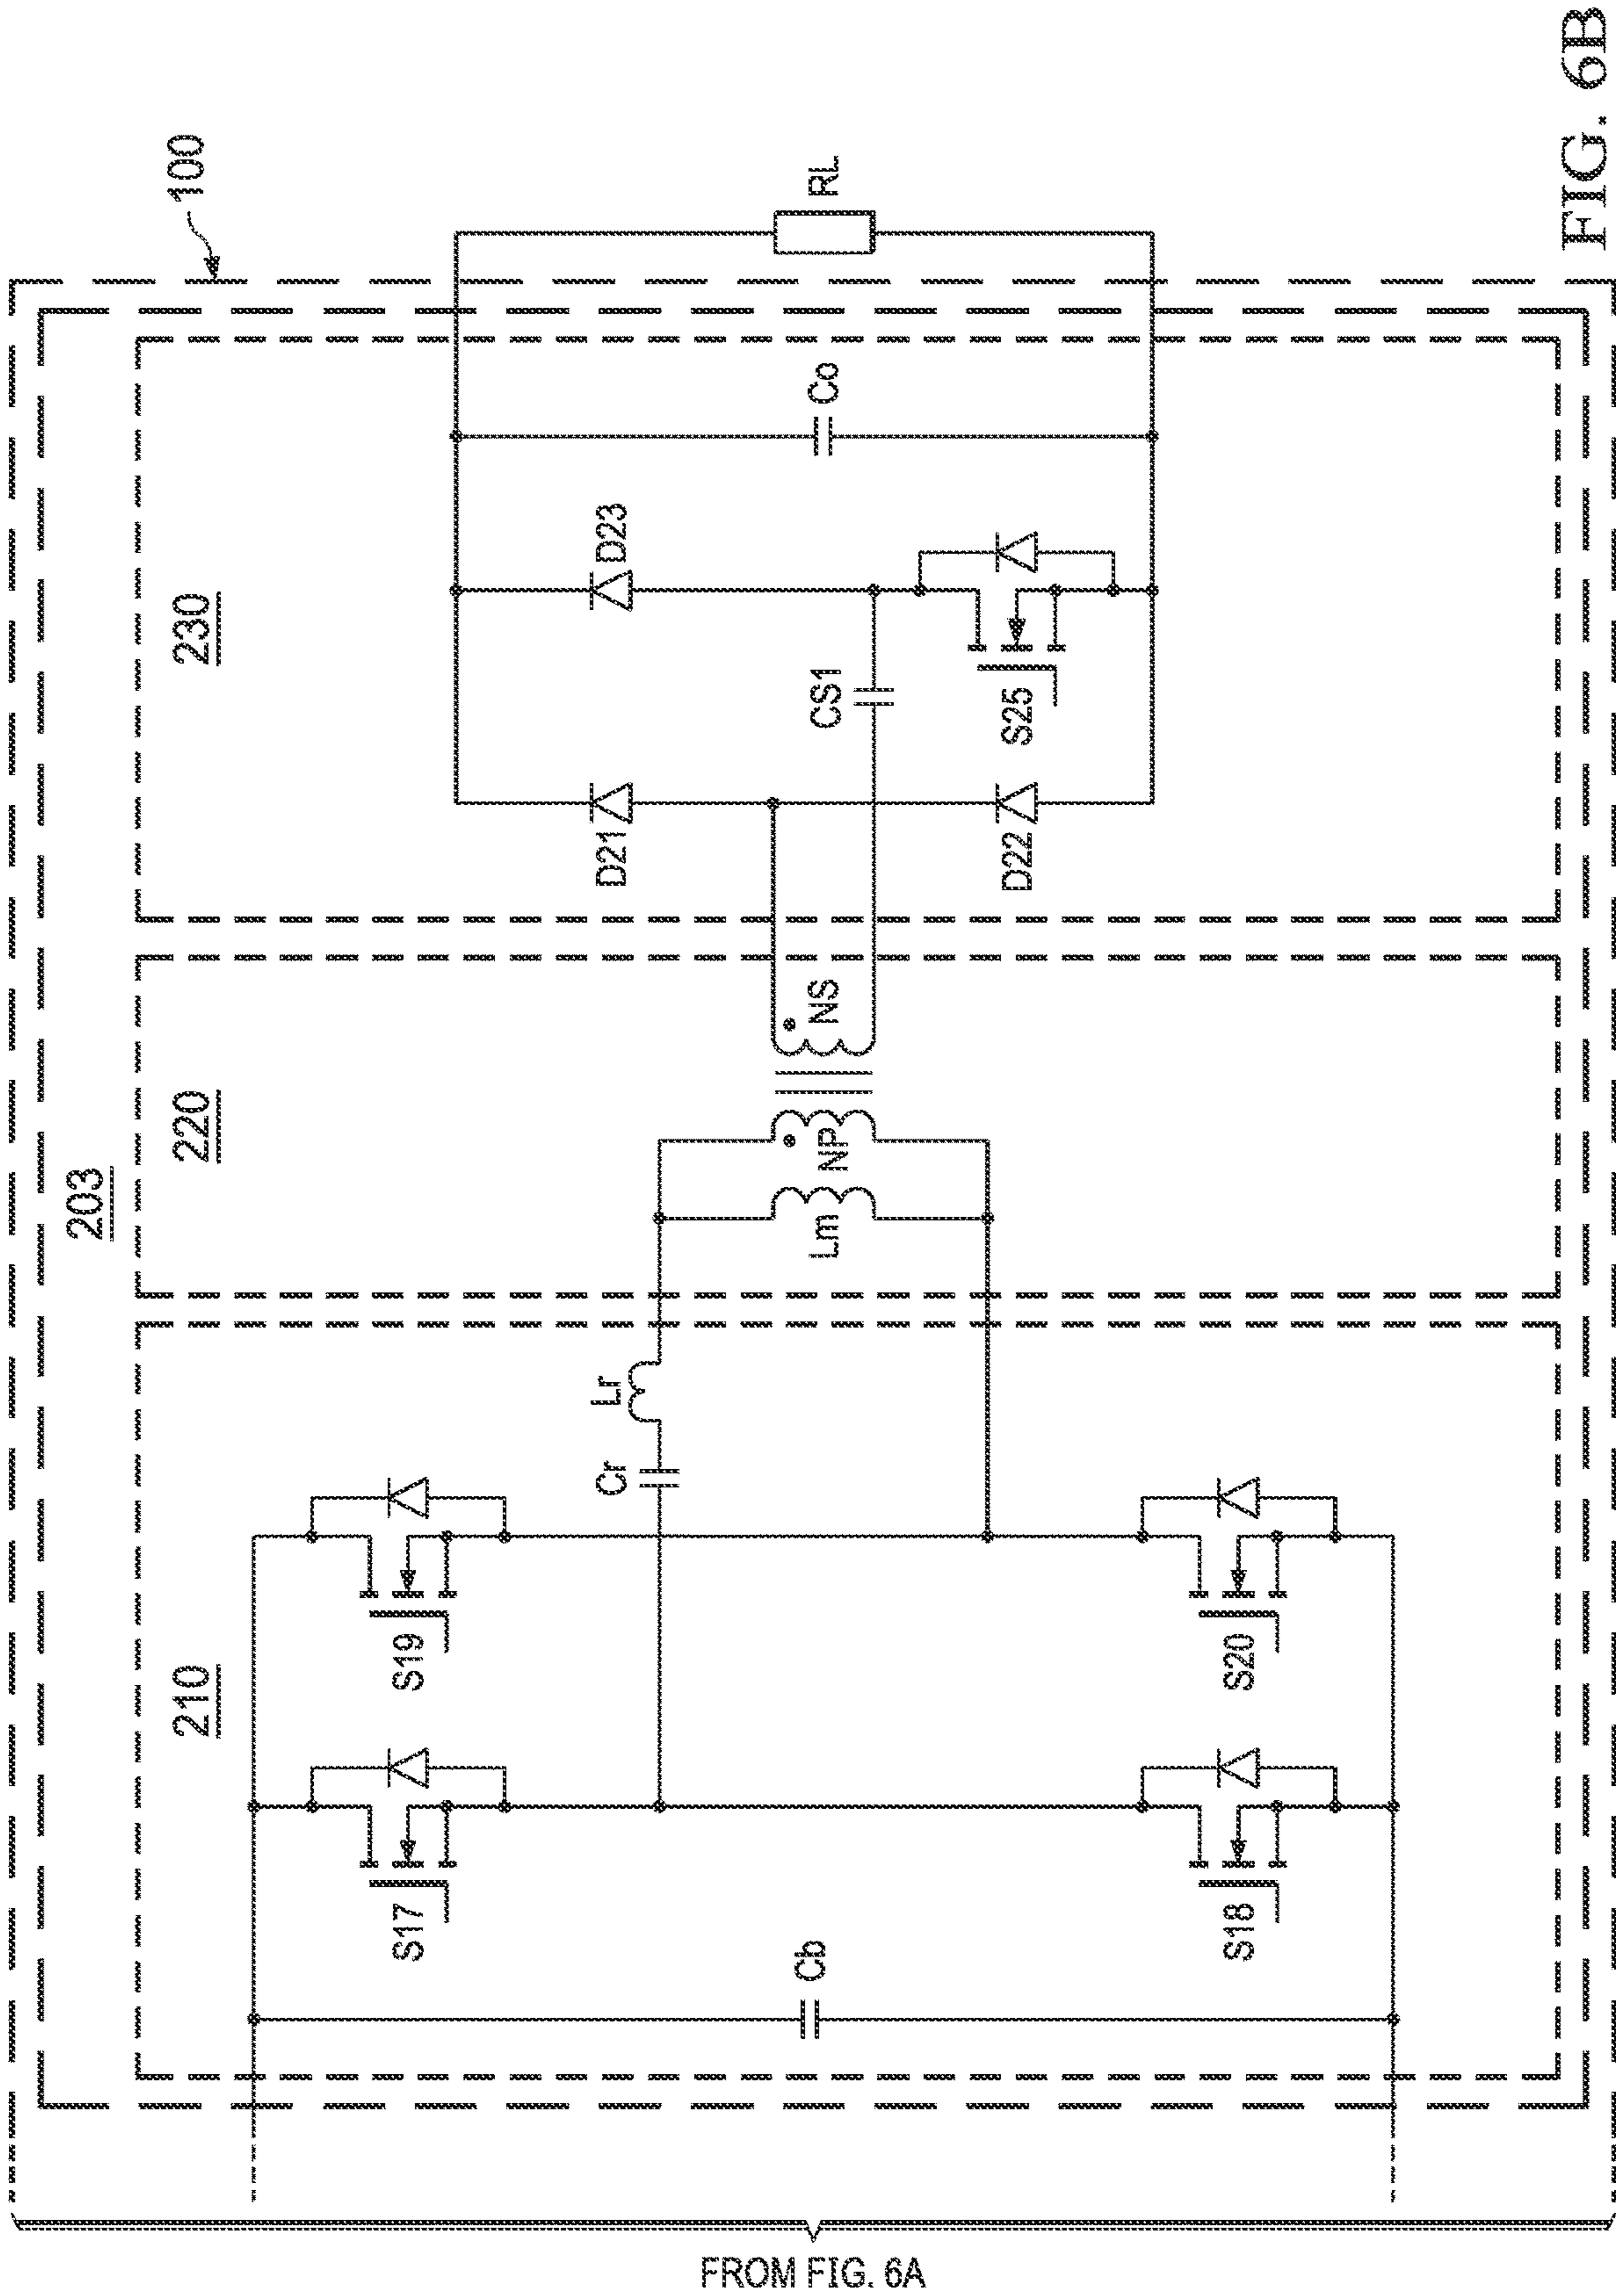 100
203
210
220
230
S17
S19
Cr
Lr
Cb
Lm
NP
NS
D21
D23
CS1
Co
RL
S18
S20
D22
S25
FROM FIG. 6A
FIG. 6B